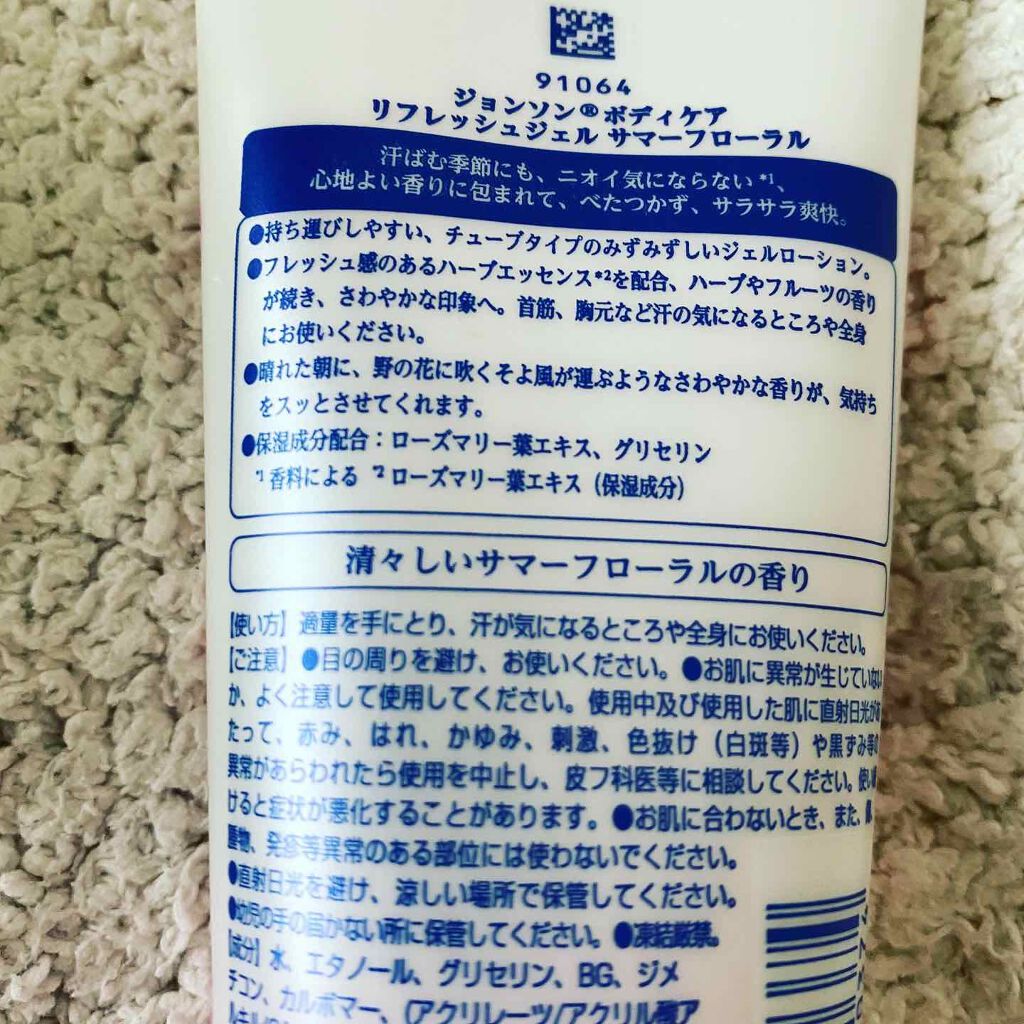 91064
ジョンソン® ボディケア
リフレッシュジェル サマーフローラル
汗ばむ季節にも、ニオイ気にならない*1、
心地よい香りに包まれて、べたつかず、サラサラ爽快。
●持ち運びしやすい、チューブタイプのみずみずしいジェルローション。
●フレッシュ感のあるハーブエッセンス*2を配合、ハーブやフルーツの香り
が続き、さわやかな印象へ。首筋、胸元など汗の気になるところや全身
にお使いください。
●晴れた朝に、野の花に吹くそよ風が運ぶようなさわやかな香りが、気持ち
をスッとさせてくれます。
●保湿成分配合：ローズマリー葉エキス、グリセリン
*1 香料による *2 ローズマリー葉エキス（保湿成分）
清々しいサマーフローラルの香り
【使い方】適量を手にとり、汗が気になるところや全身にお使いください。
【ご注意】●目の周りを避け、お使いください。●お肌に異常が生じていない
か、よく注意して使用してください。使用中及び使用した肌に直射日光が
たって、赤み、はれ、かゆみ、刺激、色抜け（白斑等）や黒ずみ等の
異常があらわれたら使用を中止し、皮フ科医等に相談してください。使い
けると症状が悪化することがあります。●お肌に合わないとき、また、
発疹等異常のある部位には使わないでください。
●直射日光を避け、涼しい場所で保管してください。
●幼児の手の届かない所に保管してください。●凍結厳禁。
【成分】水、エタノール、グリセリン、BG、ジメ
チコン、カルボマー、（アクリレーツ/アクリル酸ア